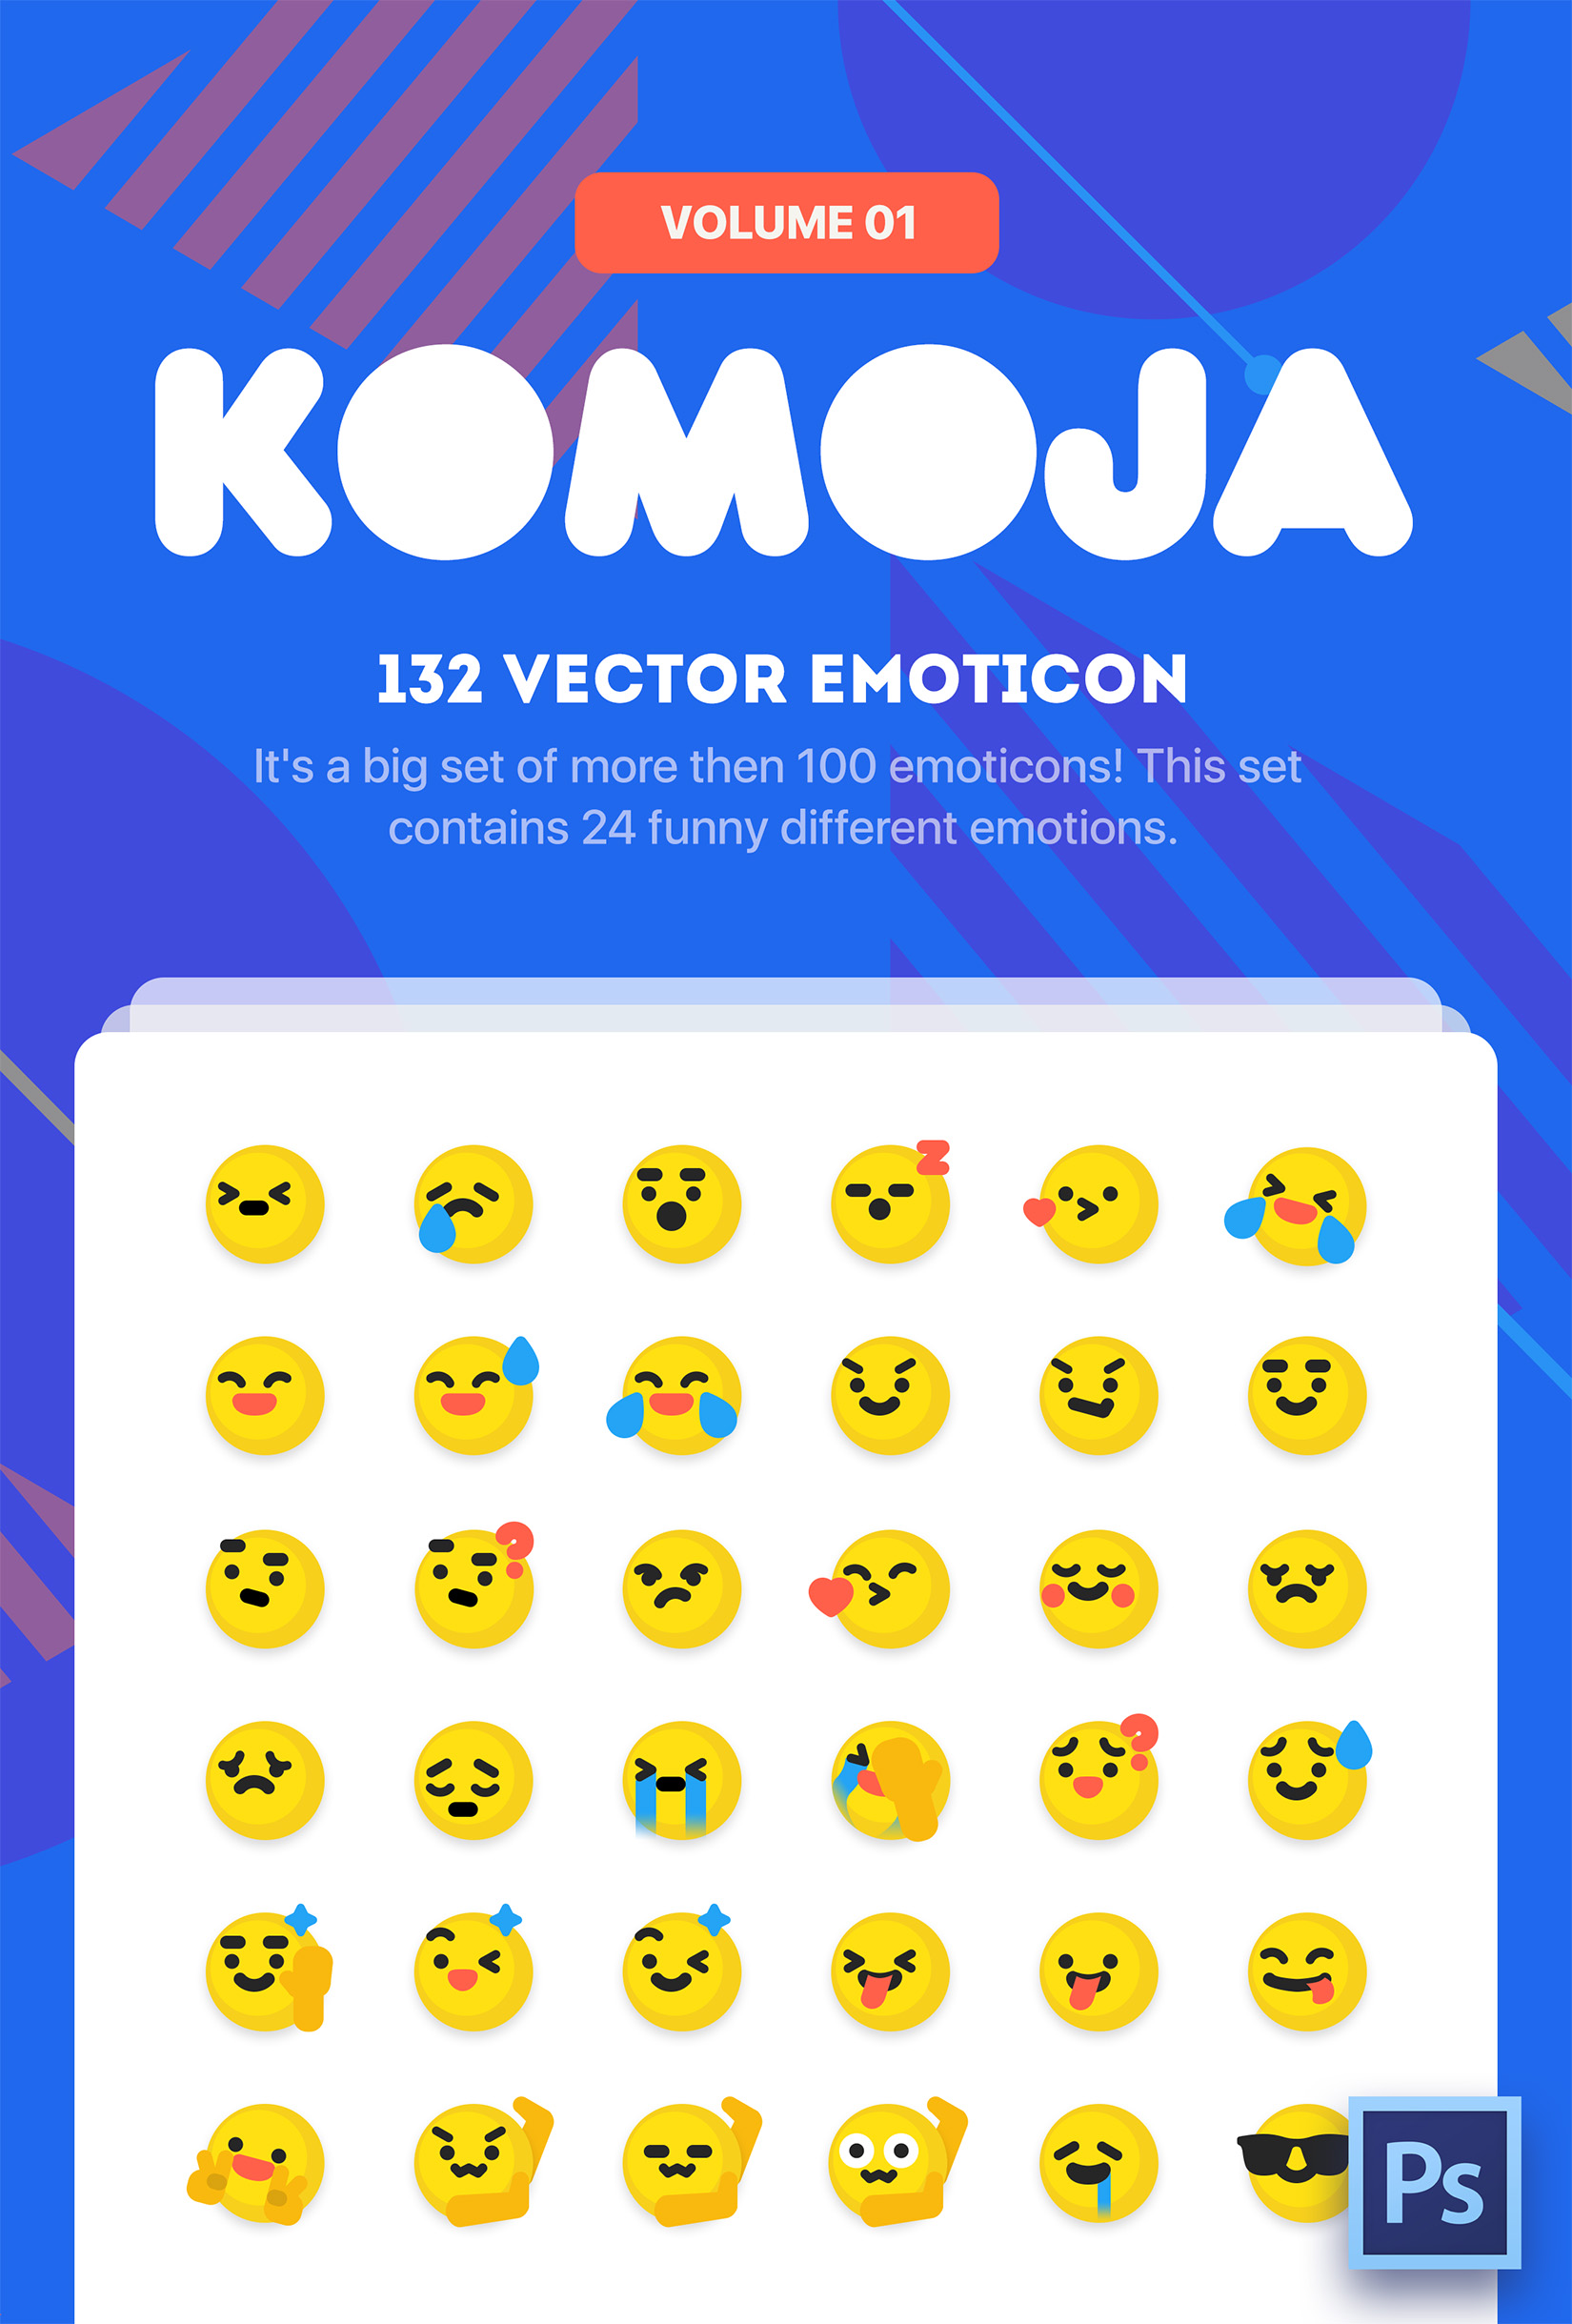 VOLUME 01
KOMOJA
132 VECTOR EMOTICON
It's a big set of more then 100 emoticons! This set
contains 24 funny different emotions.
Z
?
?
Ps